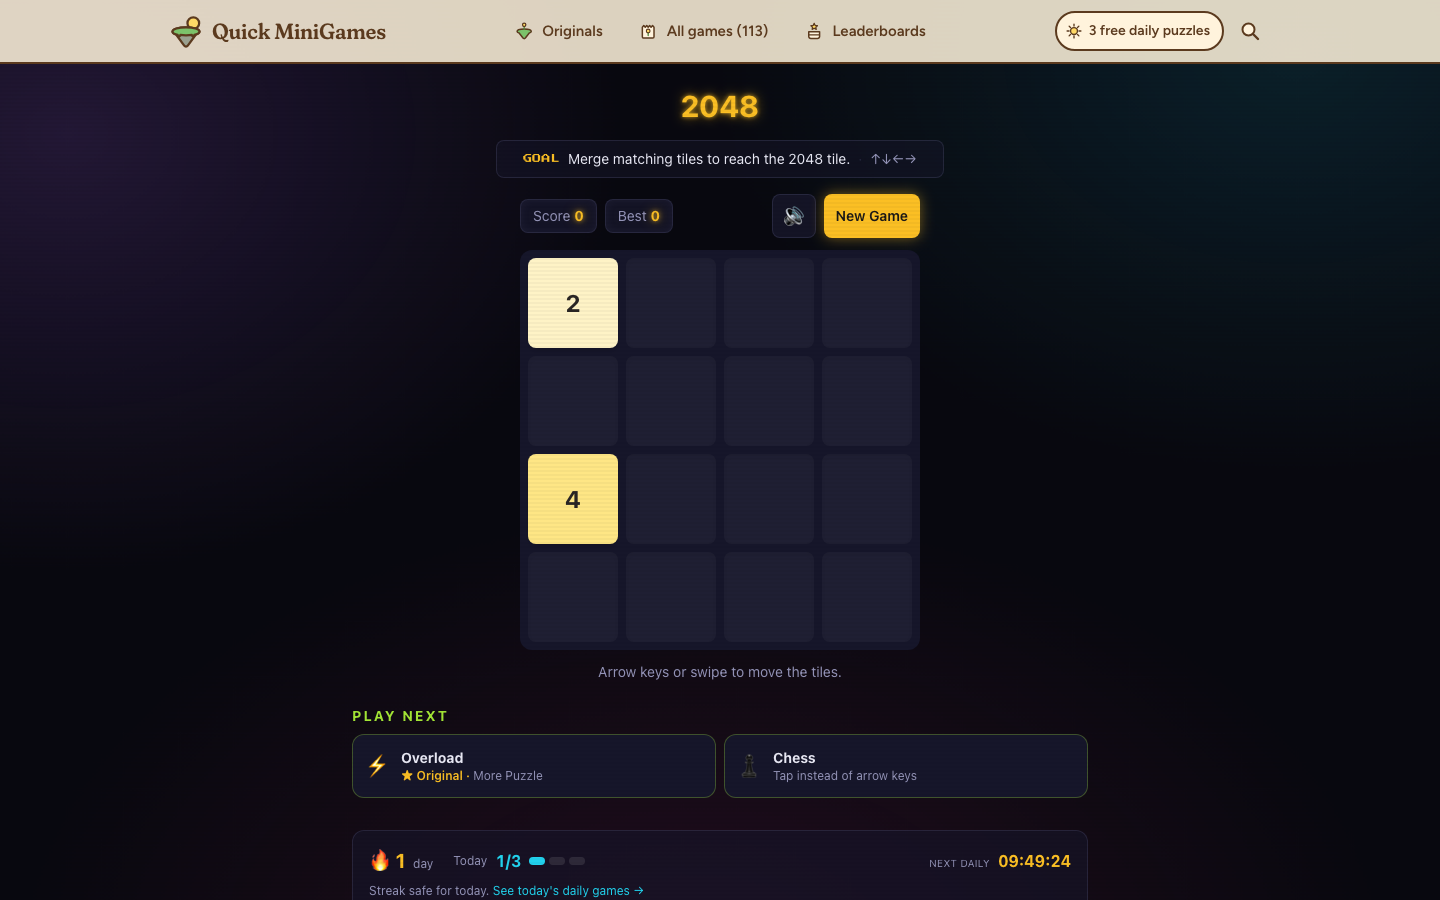 Quick MiniGames
Originals
All games (113)
Leaderboards
3 free daily puzzles
2048
GOAL Merge matching tiles to reach the 2048 tile. ↑↓←→
Score 0
Best 0
New Game
2
4
Arrow keys or swipe to move the tiles.
PLAY NEXT
Overload
Original · More Puzzle
Chess
Tap instead of arrow keys
1 day
Today 1/3
NEXT DAILY 09:49:24
Streak safe for today. See today's daily games →